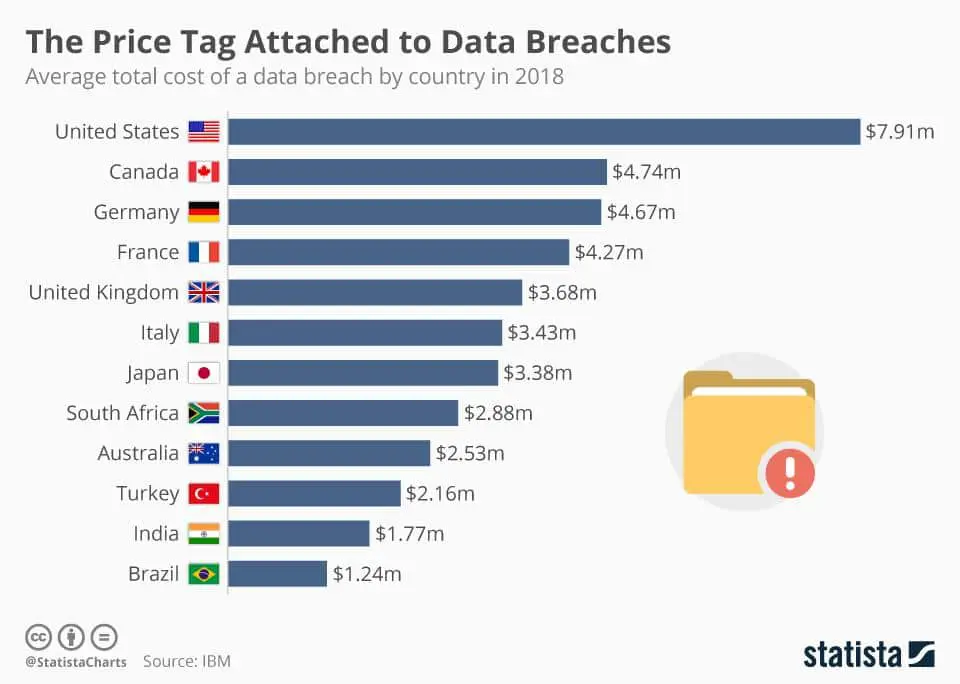 The Price Tag Attached to Data Breaches
Average total cost of a data breach by country in 2018
United States $7.91m
Canada $4.74m
Germany $4.67m
France $4.27m
United Kingdom $3.68m
Italy $3.43m
Japan $3.38m
South Africa $2.88m
Australia $2.53m
Turkey $2.16m
India $1.77m
Brazil $1.24m
cc
@StatistaCharts Source: IBM
statista